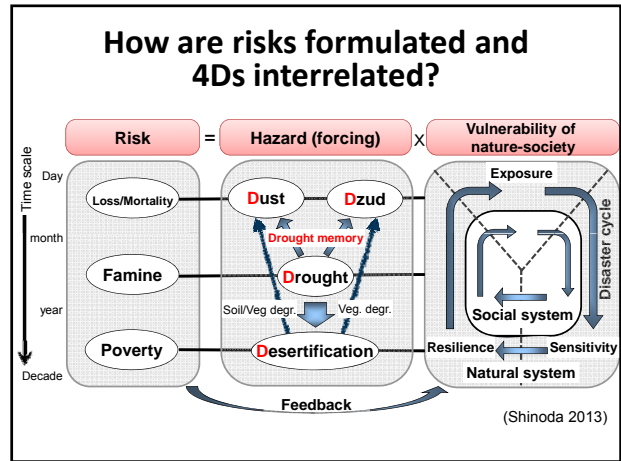 How are risks formulated and
4Ds interrelated?
Risk
=
Hazard (forcing)
x
Vulnerability of
nature-society
Time scale
Day
month
year
Decade
Loss/Mortality
Famine
Poverty
Dust
Dzud
Drought memory
Drought
Soil/Veg degr.
Veg. degr.
Desertification
Exposure
Disaster cycle
Social system
Resilience
Sensitivity
Natural system
Feedback
(Shinoda 2013)